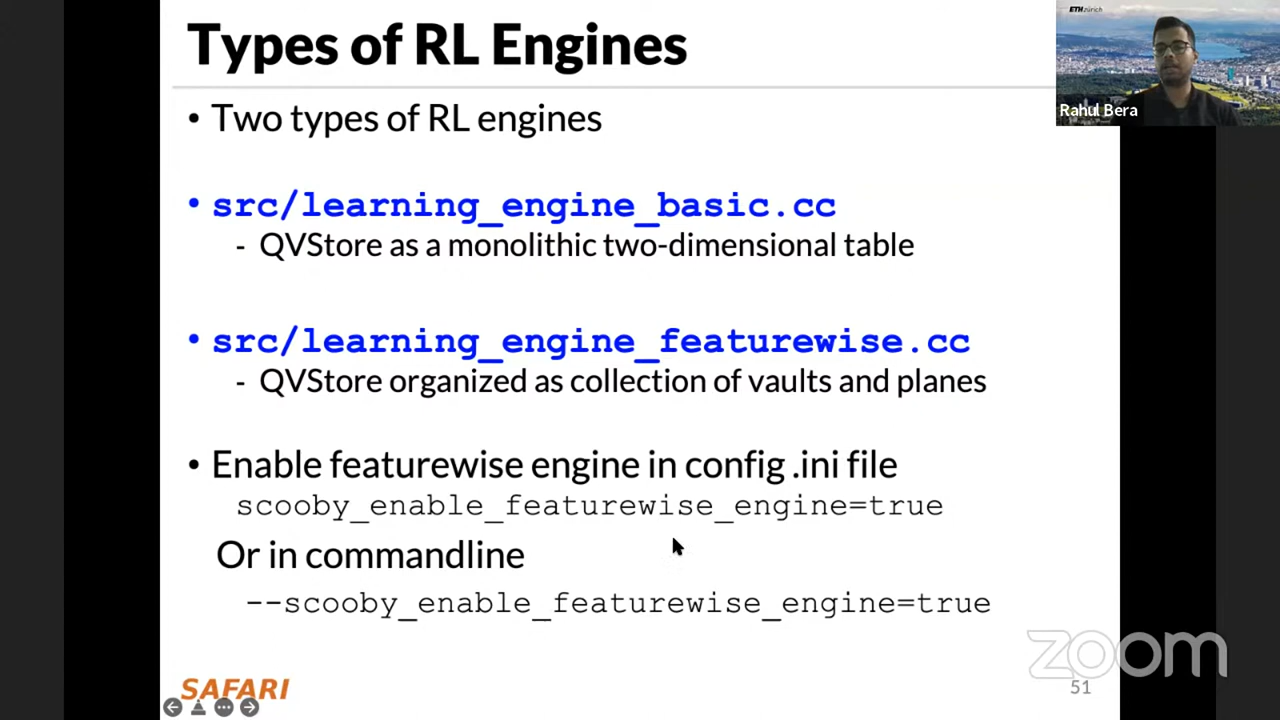 Types of RL Engines
ETH zürich
Rahul Bera
• Two types of RL engines
• src/learning_engine_basic.cc
- QVStore as a monolithic two-dimensional table
• src/learning_engine_featurewise.cc
- QVStore organized as collection of vaults and planes
• Enable featurewise engine in config .ini file
scooby_enable_featurewise_engine=true
Or in commandline
--scooby_enable_featurewise_engine=true
zoom
SAFARI
51